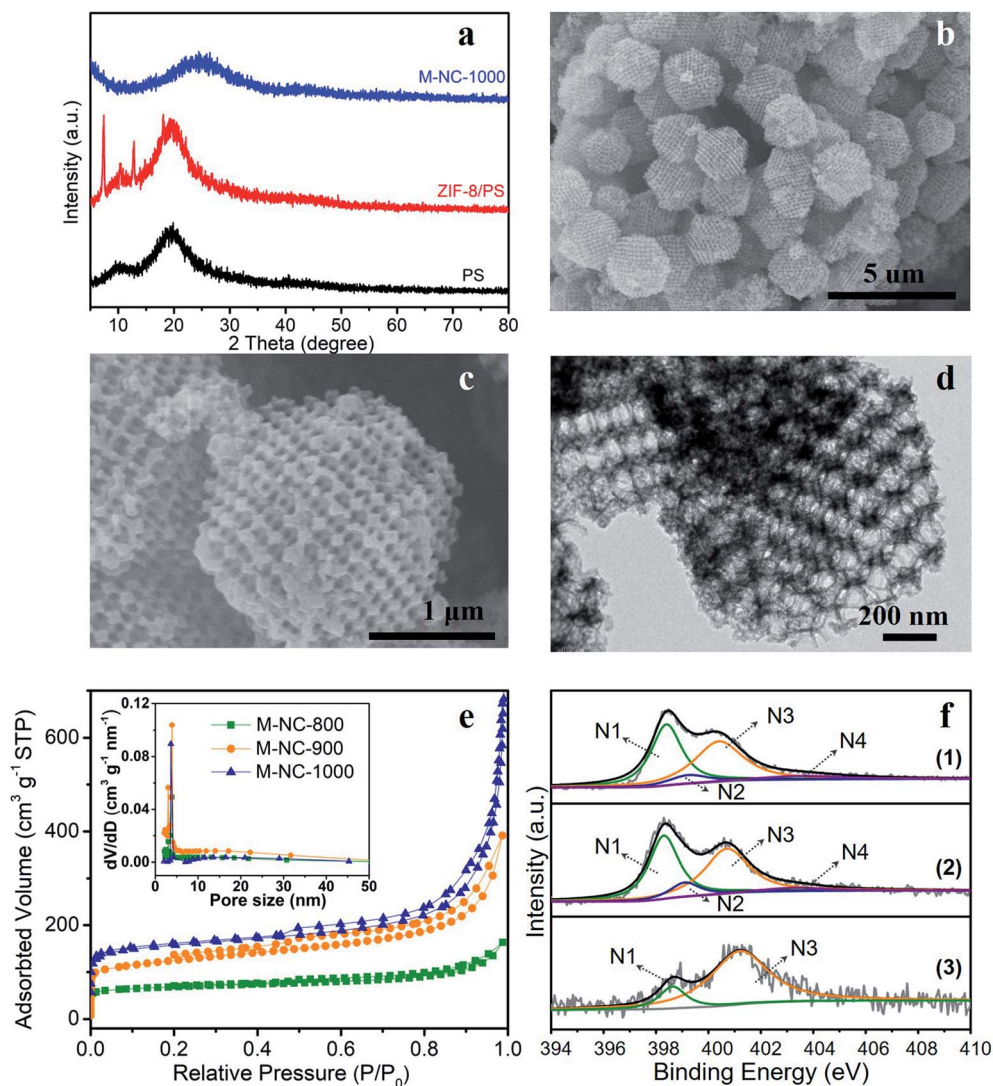 a
M-NC-1000
ZIF-8/PS
PS
Intensity (a.u.)
10 20 30 40 50 60 70 80
2 Theta (degree)
b
5 um
c
1 μm
d
200 nm
e
Adsorbted Volume (cm³ g⁻¹ STP)
600
400
200
0
0.0 0.2 0.4 0.6 0.8 1.0
Relative Pressure (P/P₀)
dV/dD (cm³ g⁻¹ nm⁻¹)
0.12
0.08
0.04
0.00
0 10 20 30 40 50
Pore size (nm)
M-NC-800
M-NC-900
M-NC-1000
f
Intensity (a.u.)
N1 N3 N4
N2
(1)
N1 N3 N4
N2
(2)
N1 N3
(3)
394 396 398 400 402 404 406 408 410
Binding Energy (eV)